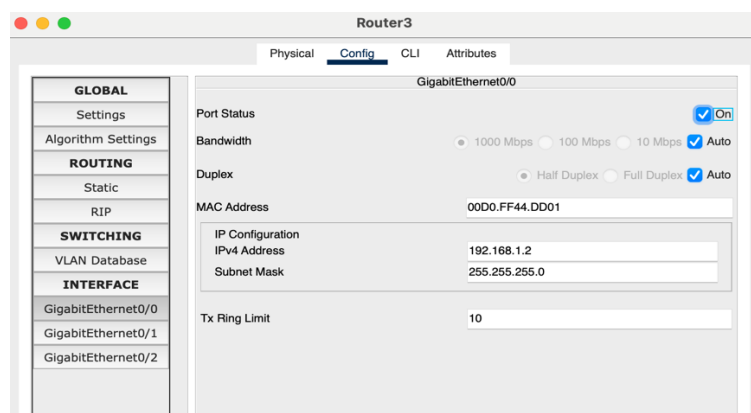 Router3
Physical Config CLI Attributes
GLOBAL
Settings
Algorithm Settings
ROUTING
Static
RIP
SWITCHING
VLAN Database
INTERFACE
GigabitEthernet0/0
GigabitEthernet0/1
GigabitEthernet0/2
GigabitEthernet0/0
Port Status On
Bandwidth 1000 Mbps 100 Mbps 10 Mbps Auto
Duplex Half Duplex Full Duplex Auto
MAC Address 00D0.FF44.DD01
IP Configuration
IPv4 Address 192.168.1.2
Subnet Mask 255.255.255.0
Tx Ring Limit 10